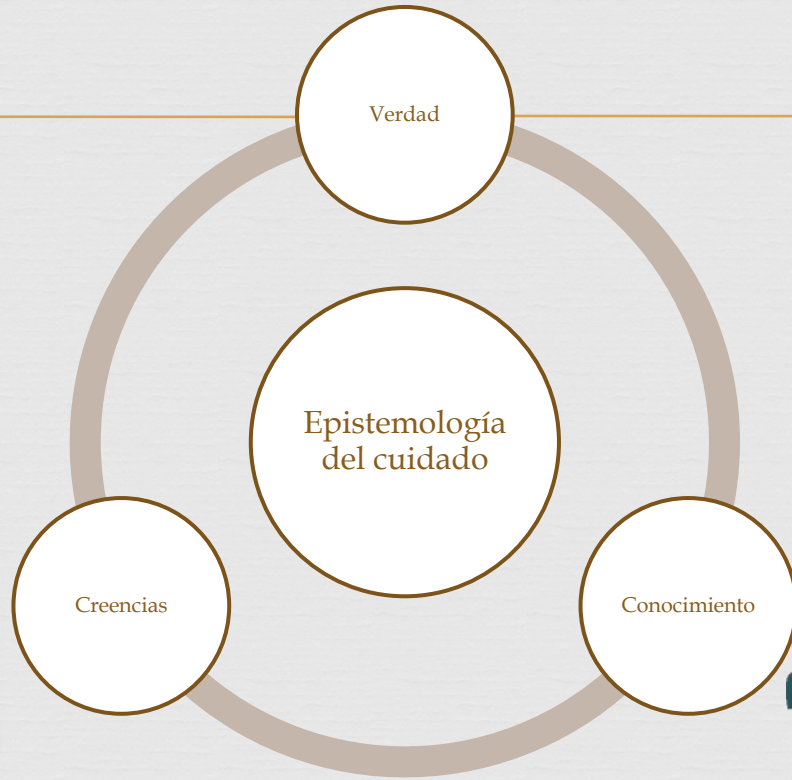 Verdad
Epistemología
del cuidado
Creencias
Conocimiento